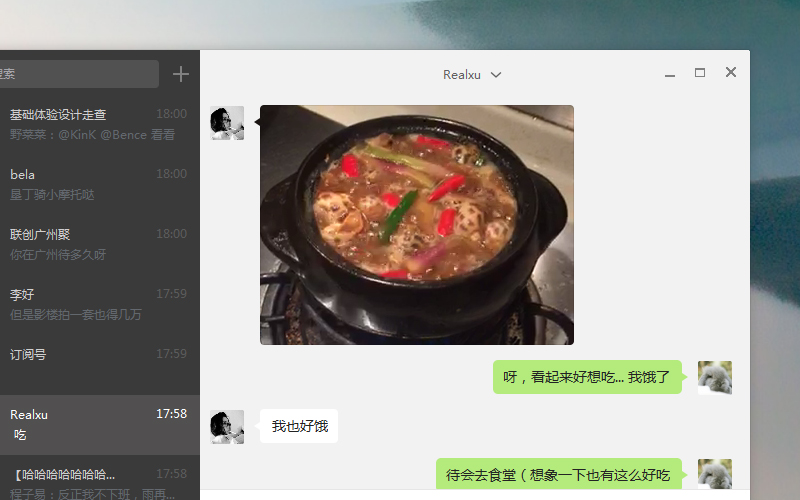 搜索
基础体验设计走查 18:00
野菜菜：@KinK @Bence 看看
bela 18:00
垦丁骑小摩托哒
联创广州聚 18:00
你在广州待多久呀
李好 17:59
但是影楼拍一套也得几万
订阅号 17:59
Realxu 17:58
吃
【哈哈哈哈哈哈哈... 17:58
程子易：反正我不下班，雨再...
Realxu
呀，看起来好想吃... 我饿了
我也好饿
待会去食堂（想象一下也有这么好吃